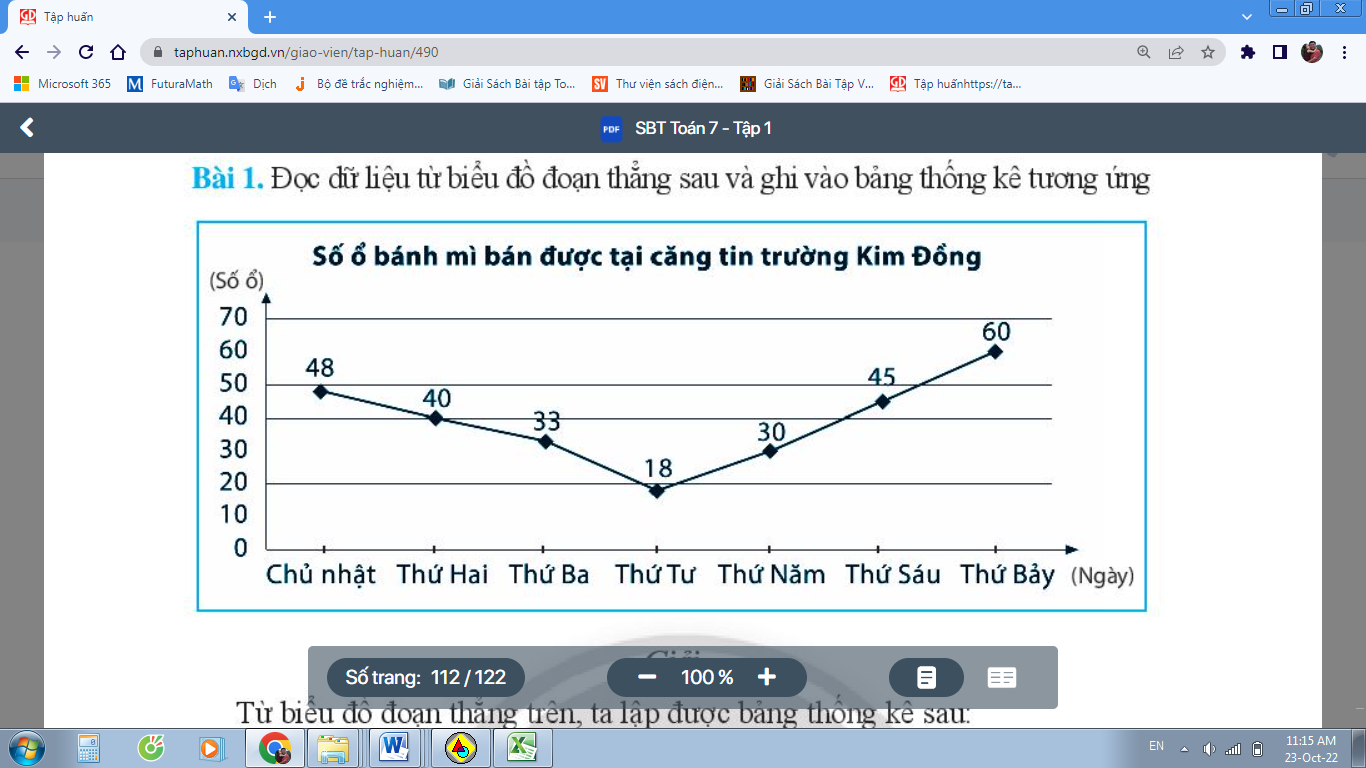 Tập huấn
taphuan.nxbgd.vn/giao-vien/tap-huan/490
Microsoft 365 FuturaMath Dịch Bộ đề trắc nghiệm... Giải Sách Bài tập To... Thư viện sách điện... Giải Sách Bài Tập V... Tập huấnhttps://ta...
PDF SBT Toán 7 - Tập 1
Bài 1. Đọc dữ liệu từ biểu đồ đoạn thẳng sau và ghi vào bảng thống kê tương ứng
Số ổ bánh mì bán được tại căng tin trường Kim Đồng
(Số ổ)
70
60
50
40
30
20
10
0
48
40
33
18
30
45
60
Chủ nhật Thứ Hai Thứ Ba Thứ Tư Thứ Năm Thứ Sáu Thứ Bảy (Ngày)
Giải
Số trang: 112 / 122 100 %
Từ biểu đồ đoạn thẳng trên, ta lập được bảng thống kê sau:
EN 11:15 AM
23-Oct-22